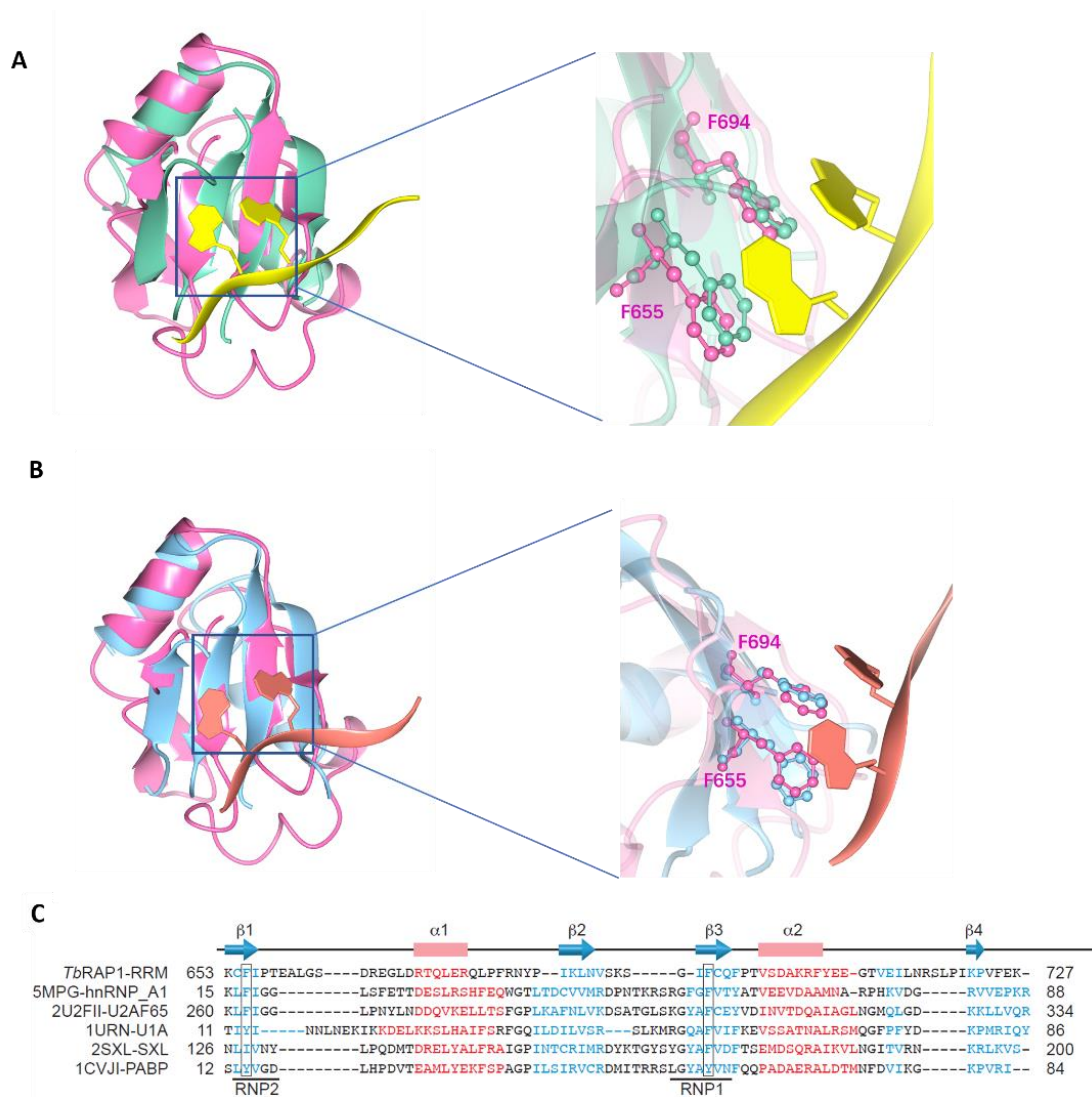 A
F694
F655
B
F694
F655
C
β1 α1 β2 β3 α2 β4
TbRAP1-RRM 653 KCFIPTEALGS----DREGLDRTQLERQLPFRNYP-IKLNVSKS----G-IFCQFPTVSDAKRFYEE-GTVEILNRSLPIKPVFEK- 727
5MPG-hnRNP_A1 15 KLFIGG---------LSFETTDESLRSHFEQWGTLTDCVVMRDPNTKRSRGFGFVTYATVEEVDAAMNA-RPHKVDG---RVVEPKR 88
2U2FII-U2AF65 260 KLFIGG---------LPNYLNDDQVKELLTSFGPLKAFNLVKDSATGLSKGYAFCEYVDINVTDQAIAGLNGMQLGD---KKLLVQR 334
1URN-U1A 11 TIYI------NNLNEKIKKDELKKSLHAIFSRFGQILDILVSR---SLKMRGQAFVIFKEVSSATNALRSMQGFPFYD---KPMRIQY 86
2SXL-SXL 126 NLIVNY---------LPQDMTDRELYALFRAIGPINTCRIMRDYKTGYSYGYAFVDFTSEMDSQRAIKVLNGITVRN---KRLKVS- 200
1CVJI-PABP 12 SLYVGD---------LHPDVTEAMLYEKFSPAGPILSIRVCRDMITRRSLGYAYVNFQQPADAERALDTMNFDVIKG---KPVRI-- 84
RNP2 RNP1